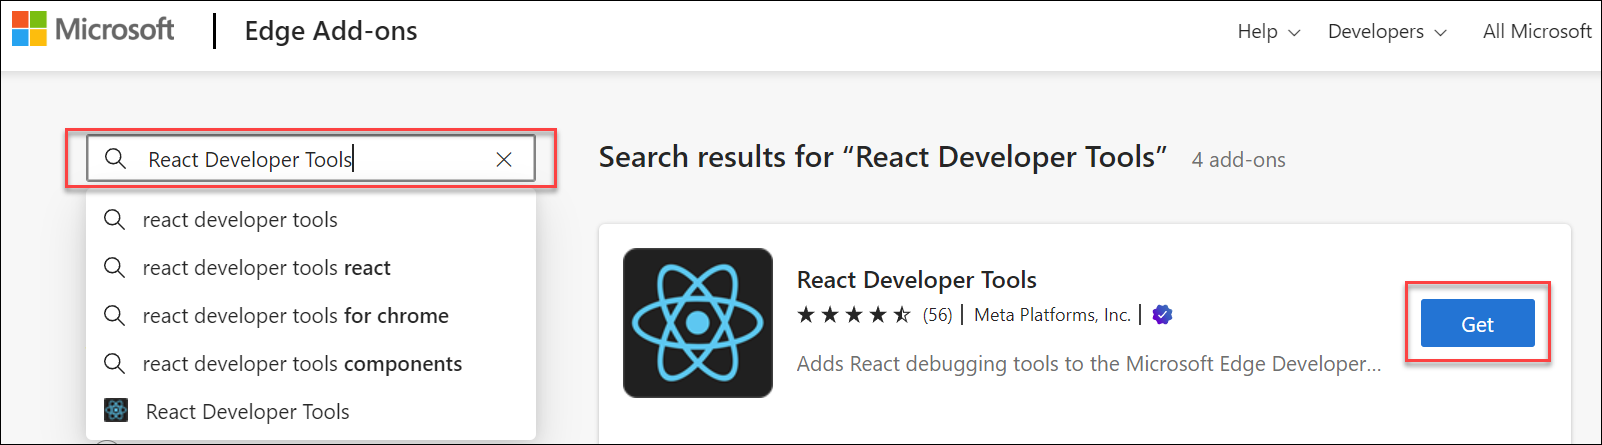 Microsoft
Edge Add-ons
Help
Developers
All Microsoft
React Developer Tools
react developer tools
react developer tools react
react developer tools for chrome
react developer tools components
React Developer Tools
Search results for “React Developer Tools” 4 add-ons
React Developer Tools
(56) | Meta Platforms, Inc. |
Adds React debugging tools to the Microsoft Edge Developer...
Get